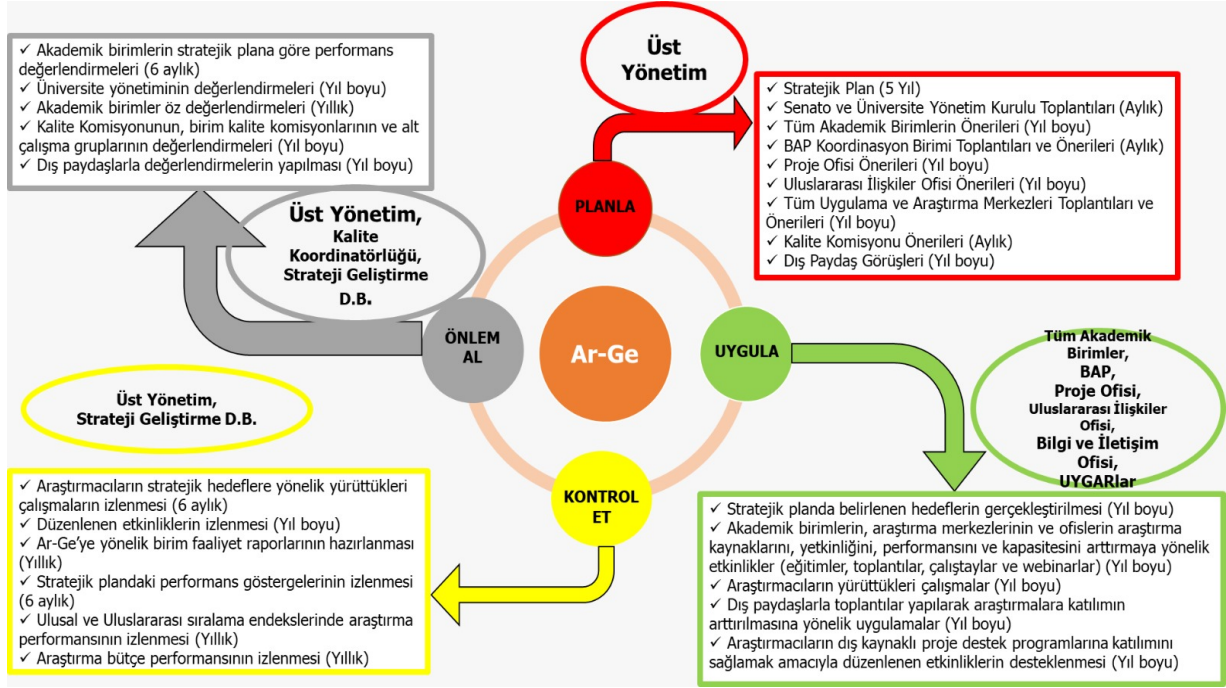 ✓ Akademik birimlerin stratejik plana göre performans
değerlendirmeleri (6 aylık)
✓ Üniversite yönetiminin değerlendirmeleri (Yıl boyu)
✓ Akademik birimler öz değerlendirmeleri (Yıllık)
✓ Kalite Komisyonunun, birim kalite komisyonlarının ve alt
çalışma gruplarının değerlendirmeleri (Yıl boyu)
✓ Dış paydaşlarla değerlendirmelerin yapılması (Yıl boyu)
Üst
Yönetim
✓ Stratejik Plan (5 Yıl)
✓ Senato ve Üniversite Yönetim Kurulu Toplantıları (Aylık)
✓ Tüm Akademik Birimlerin Önerileri (Yıl boyu)
✓ BAP Koordinasyon Birimi Toplantıları ve Önerileri (Aylık)
✓ Proje Ofisi Önerileri (Yıl boyu)
✓ Uluslararası İlişkiler Ofisi Önerileri (Yıl boyu)
✓ Tüm Uygulama ve Araştırma Merkezleri Toplantıları ve
Önerileri (Yıl boyu)
✓ Kalite Komisyonu Önerileri (Aylık)
✓ Dış Paydaş Görüşleri (Yıl boyu)
PLANLA
Üst Yönetim,
Kalite
Koordinatörlüğü,
Strateji Geliştirme
D.B.
ÖNLEM
AL
Ar-Ge
UYGULA
Tüm Akademik
Birimler,
BAP,
Proje Ofisi,
Uluslararası İlişkiler
Ofisi,
Bilgi ve İletişim
Ofisi,
UYGARlar
Üst Yönetim,
Strateji Geliştirme D.B.
KONTROL
ET
✓ Araştırmacıların stratejik hedeflere yönelik yürüttükleri
çalışmaların izlenmesi (6 aylık)
✓ Düzenlenen etkinliklerin izlenmesi (Yıl boyu)
✓ Ar-Ge’ye yönelik birim faaliyet raporlarının hazırlanması
(Yıllık)
✓ Stratejik plandaki performans göstergelerinin izlenmesi
(6 aylık)
✓ Ulusal ve Uluslararası sıralama endekslerinde araştırma
performansının izlenmesi (Yıllık)
✓ Araştırma bütçe performansının izlenmesi (Yıllık)
✓ Stratejik planda belirlenen hedeflerin gerçekleştirilmesi (Yıl boyu)
✓ Akademik birimlerin, araştırma merkezlerinin ve ofislerin araştırma
kaynaklarını, yetkinliğini, performansını ve kapasitesini arttırmaya yönelik
etkinlikler (eğitimler, toplantılar, çalıştaylar ve webinarlar) (Yıl boyu)
✓ Araştırmacıların yürüttükleri çalışmalar (Yıl boyu)
✓ Dış paydaşlarla toplantılar yapılarak araştırmalara katılımın
arttırılmasına yönelik uygulamalar (Yıl boyu)
✓ Araştırmacıların dış kaynaklı proje destek programlarına katılımını
sağlamak amacıyla düzenlenen etkinliklerin desteklenmesi (Yıl boyu)